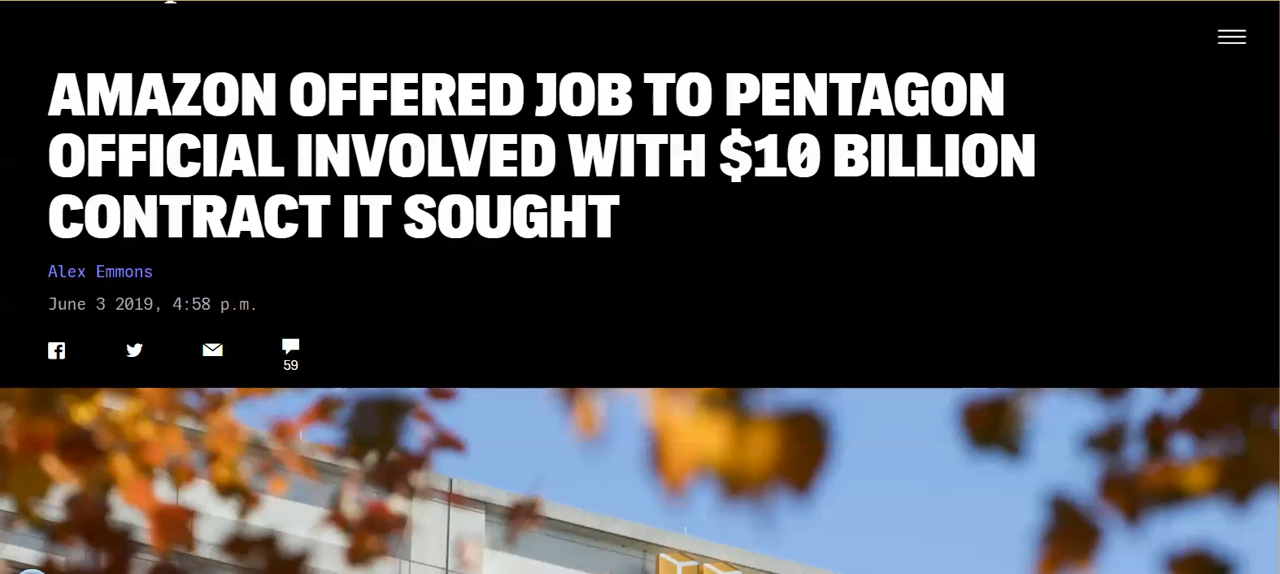 AMAZON OFFERED JOB TO PENTAGON
OFFICIAL INVOLVED WITH $10 BILLION
CONTRACT IT SOUGHT
Alex Emmons
June 3 2019, 4:58 p.m.
59